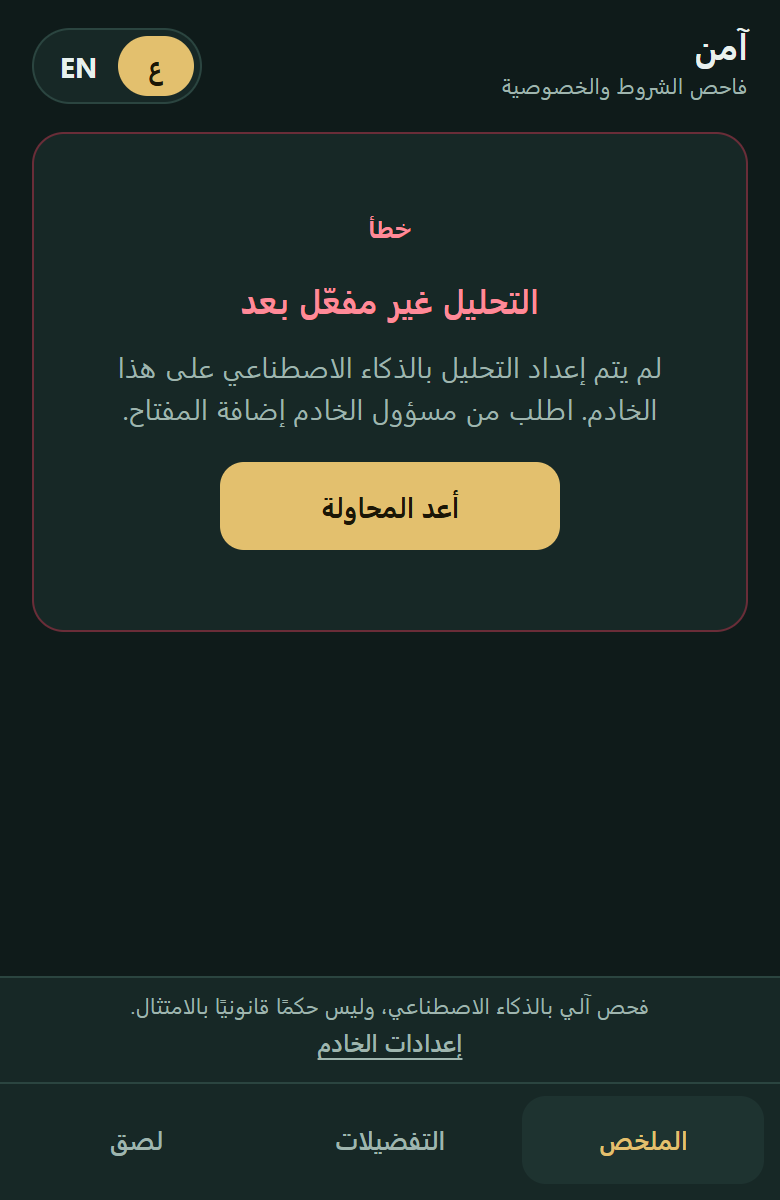 آمن
فاحص الشروط والخصوصية
ع
EN
خطأ
التحليل غير مفعّل بعد
لم يتم إعداد التحليل بالذكاء الاصطناعي على هذا
الخادم. اطلب من مسؤول الخادم إضافة المفتاح.
أعد المحاولة
فحص آلي بالذكاء الاصطناعي، وليس حكمًا قانونيًا بالامتثال.
إعدادات الخادم
الملخص
التفضيلات
لصق